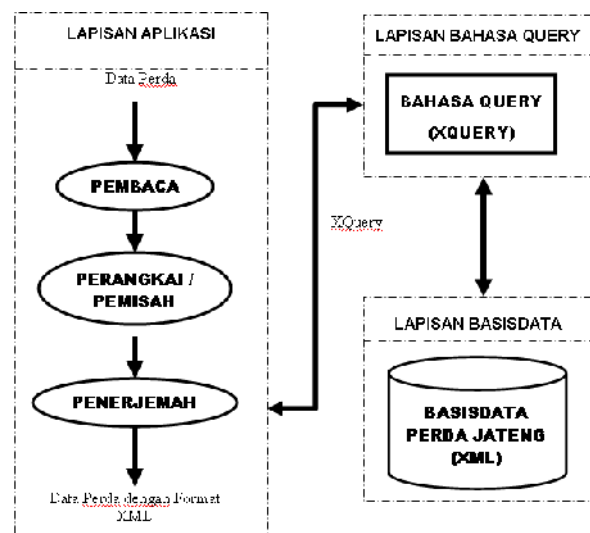 LAPISAN APLIKASI
Data Perda
PEMBACA
PERANGKAI /
PEMISAH
PENERJEMAH
Data Perda dengan Format
XML
XQuery
LAPISAN BAHASA QUERY
BAHASA QUERY
(XQUERY)
LAPISAN BASISDATA
BASISDATA
PERDA JATENG
(XML)